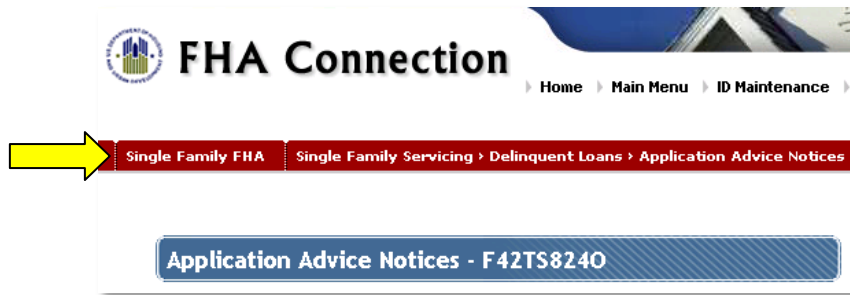 FHA Connection
Home Main Menu ID Maintenance
Single Family FHA Single Family Servicing › Delinquent Loans › Application Advice Notices
Application Advice Notices - F42TS824O